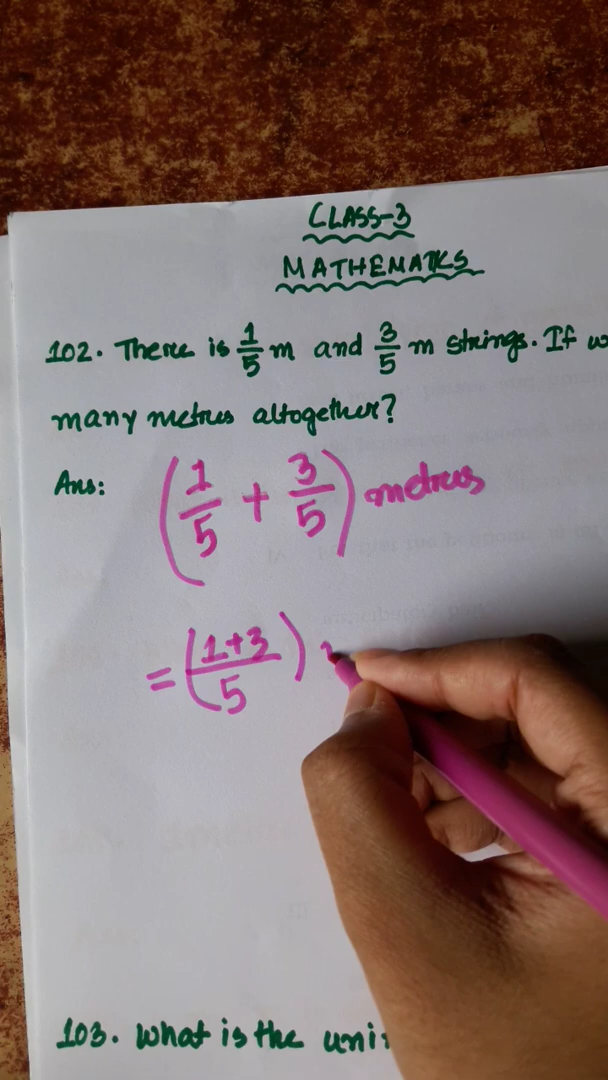 CLASS-3
MATHEMATICS
102. There is 1/5 m and 3/5 m strings. If
many metres altogether?
Ans: (1/5 + 3/5) metres
= (1+3/5)
103. What is the